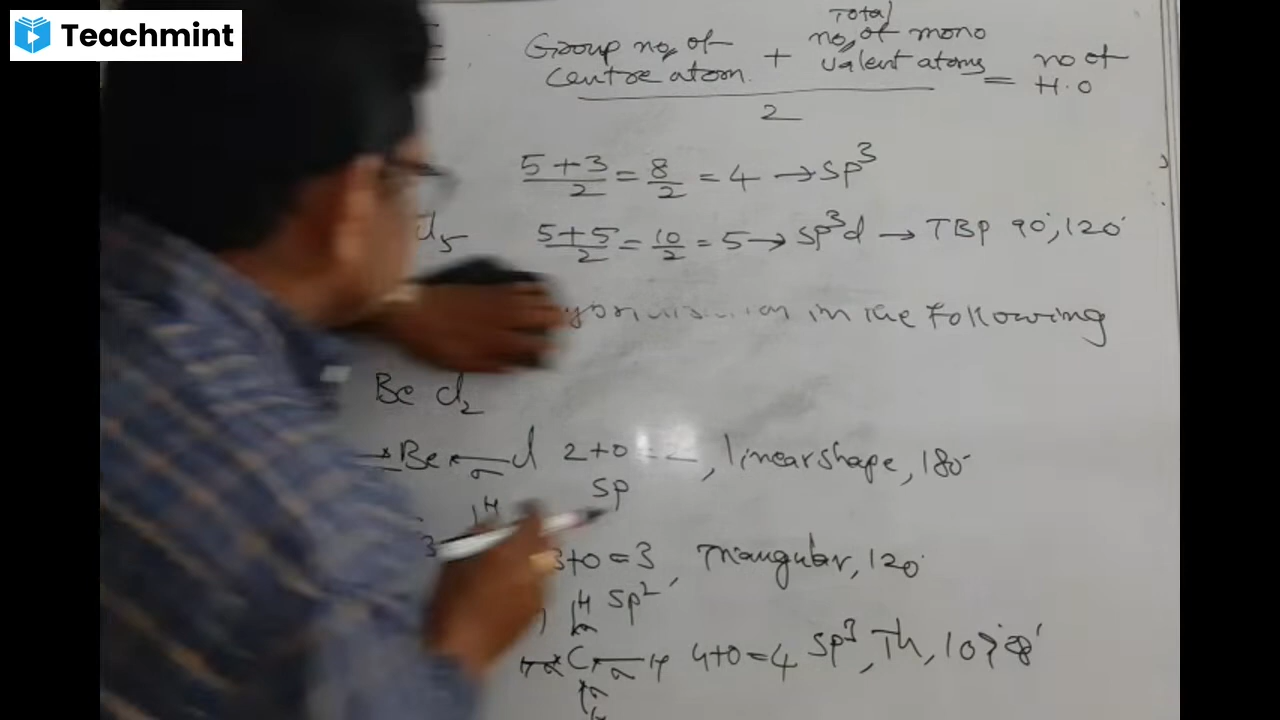 Teachmint
Group no, of centre atom + Total no, of mono valent atoms = no of H.O
2
5+3/2 = 8/2 = 4 → sp³
Cl₅ 5+5/2 = 10/2 = 5 → sp³d → TBP 90°, 120°
in the following
Be Cl₂
Be Cl 2+0 = 2, linear shape, 180°
σ
sp
H
3 3+0 = 3, Triangular, 120°
H sp²
C σ H 4+0 = 4 sp³, Th, 109°28'